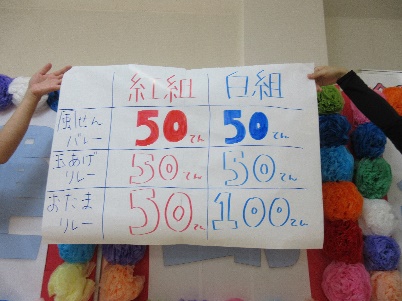 紅組 白組
風せん
バレー 50てん 50てん
玉あげ
リレー 50てん 50てん
おたま
リレー 50てん 100てん